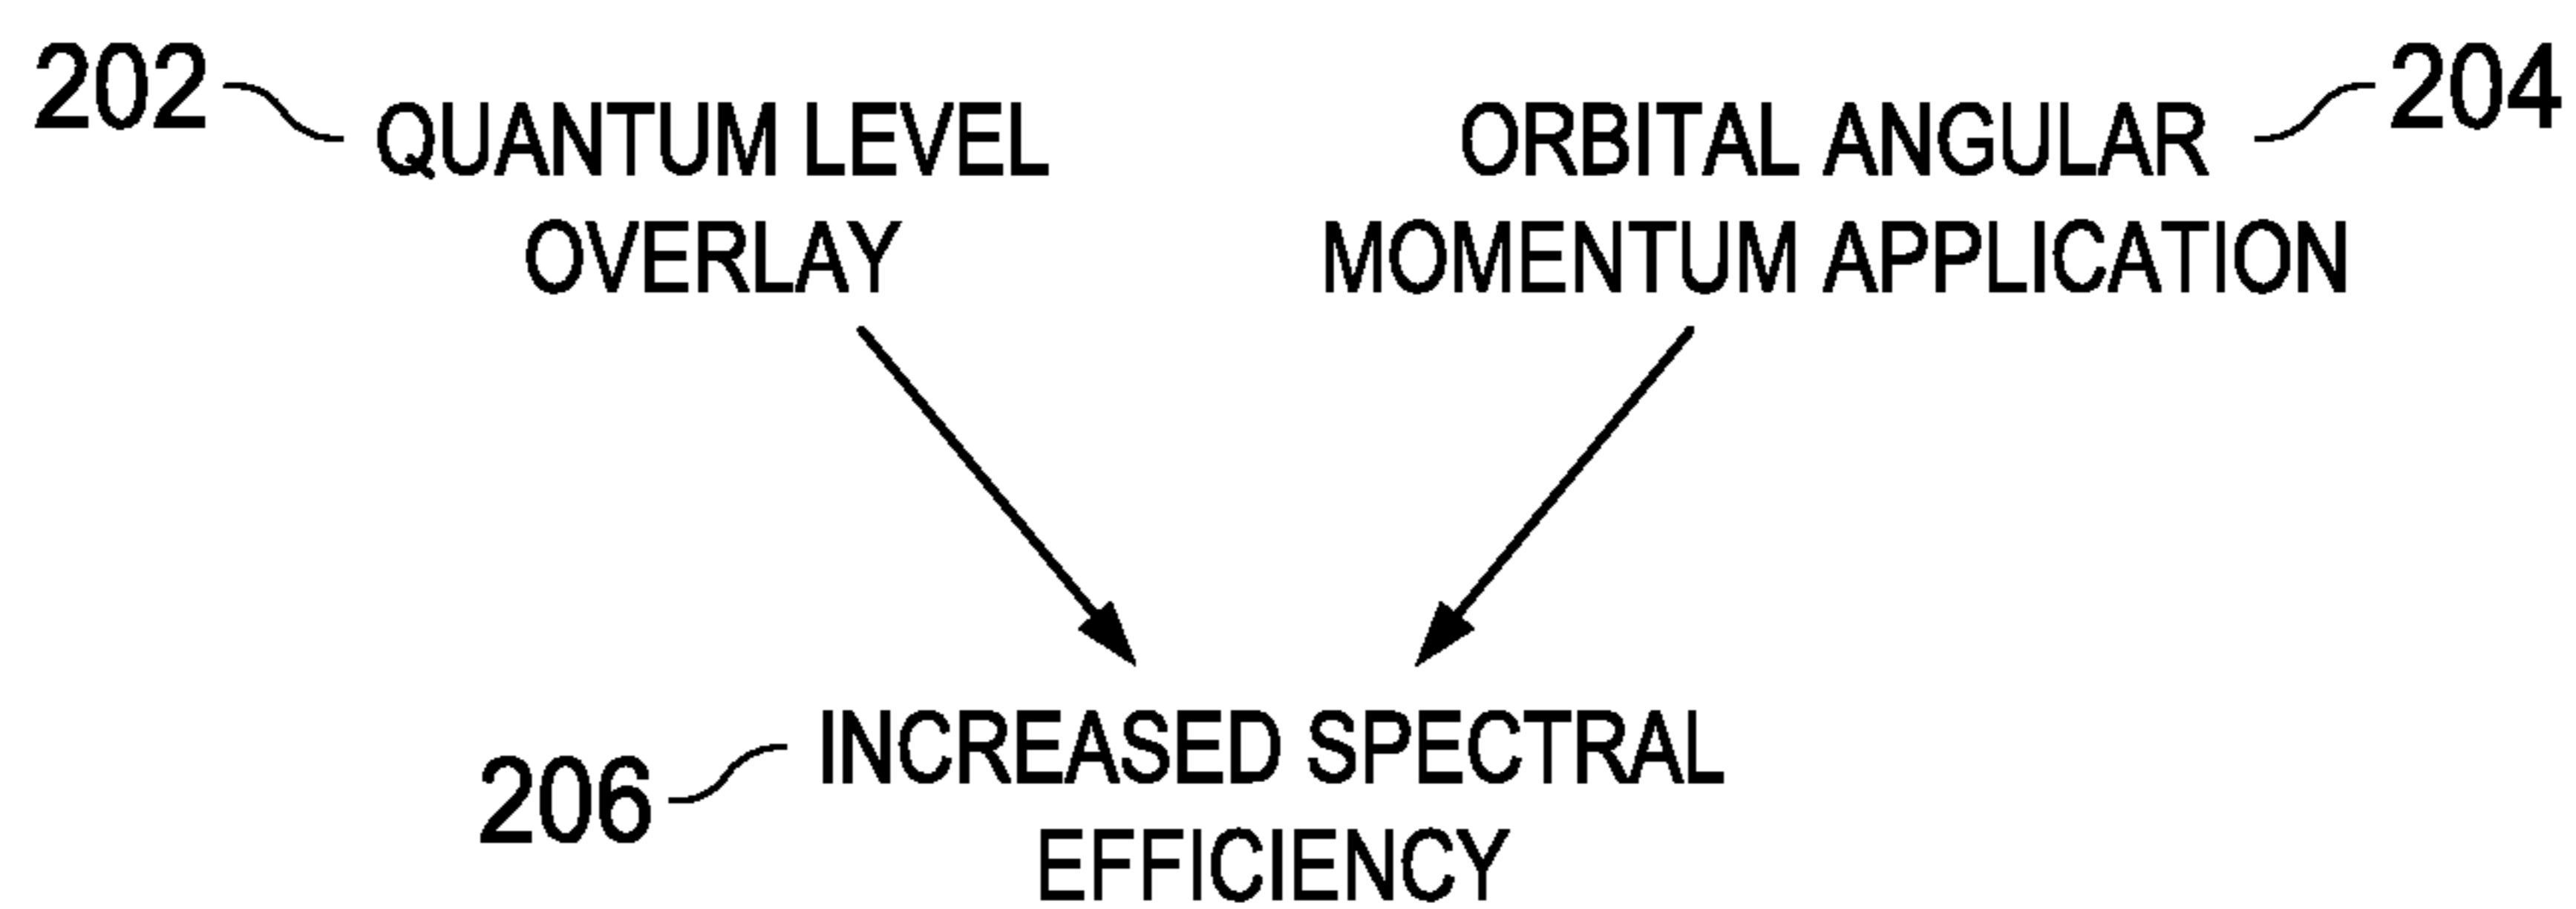 202
QUANTUM LEVEL
OVERLAY
204
ORBITAL ANGULAR
MOMENTUM APPLICATION
206
INCREASED SPECTRAL
EFFICIENCY